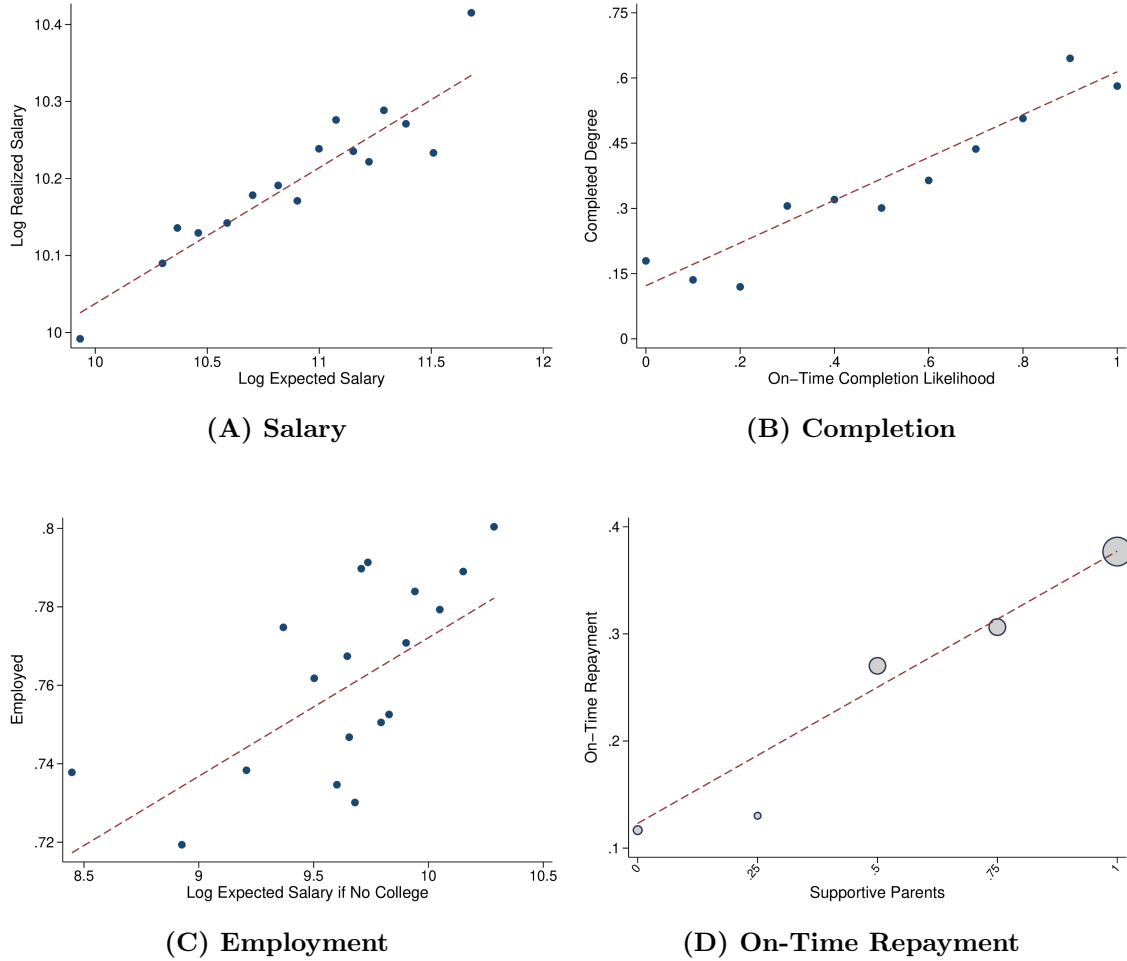 10.4
10.3
10.2
10.1
10
Log Realized Salary
10 10.5 11 11.5 12
Log Expected Salary
(A) Salary
.75
.6
.45
.3
.15
0
Completed Degree
0 .2 .4 .6 .8 1
On−Time Completion Likelihood
(B) Completion
.8
.78
.76
.74
.72
Employed
8.5 9 9.5 10 10.5
Log Expected Salary if No College
(C) Employment
.4
.3
.2
.1
On−Time Repayment
0 .25 .5 .75 1
Supportive Parents
(D) On-Time Repayment